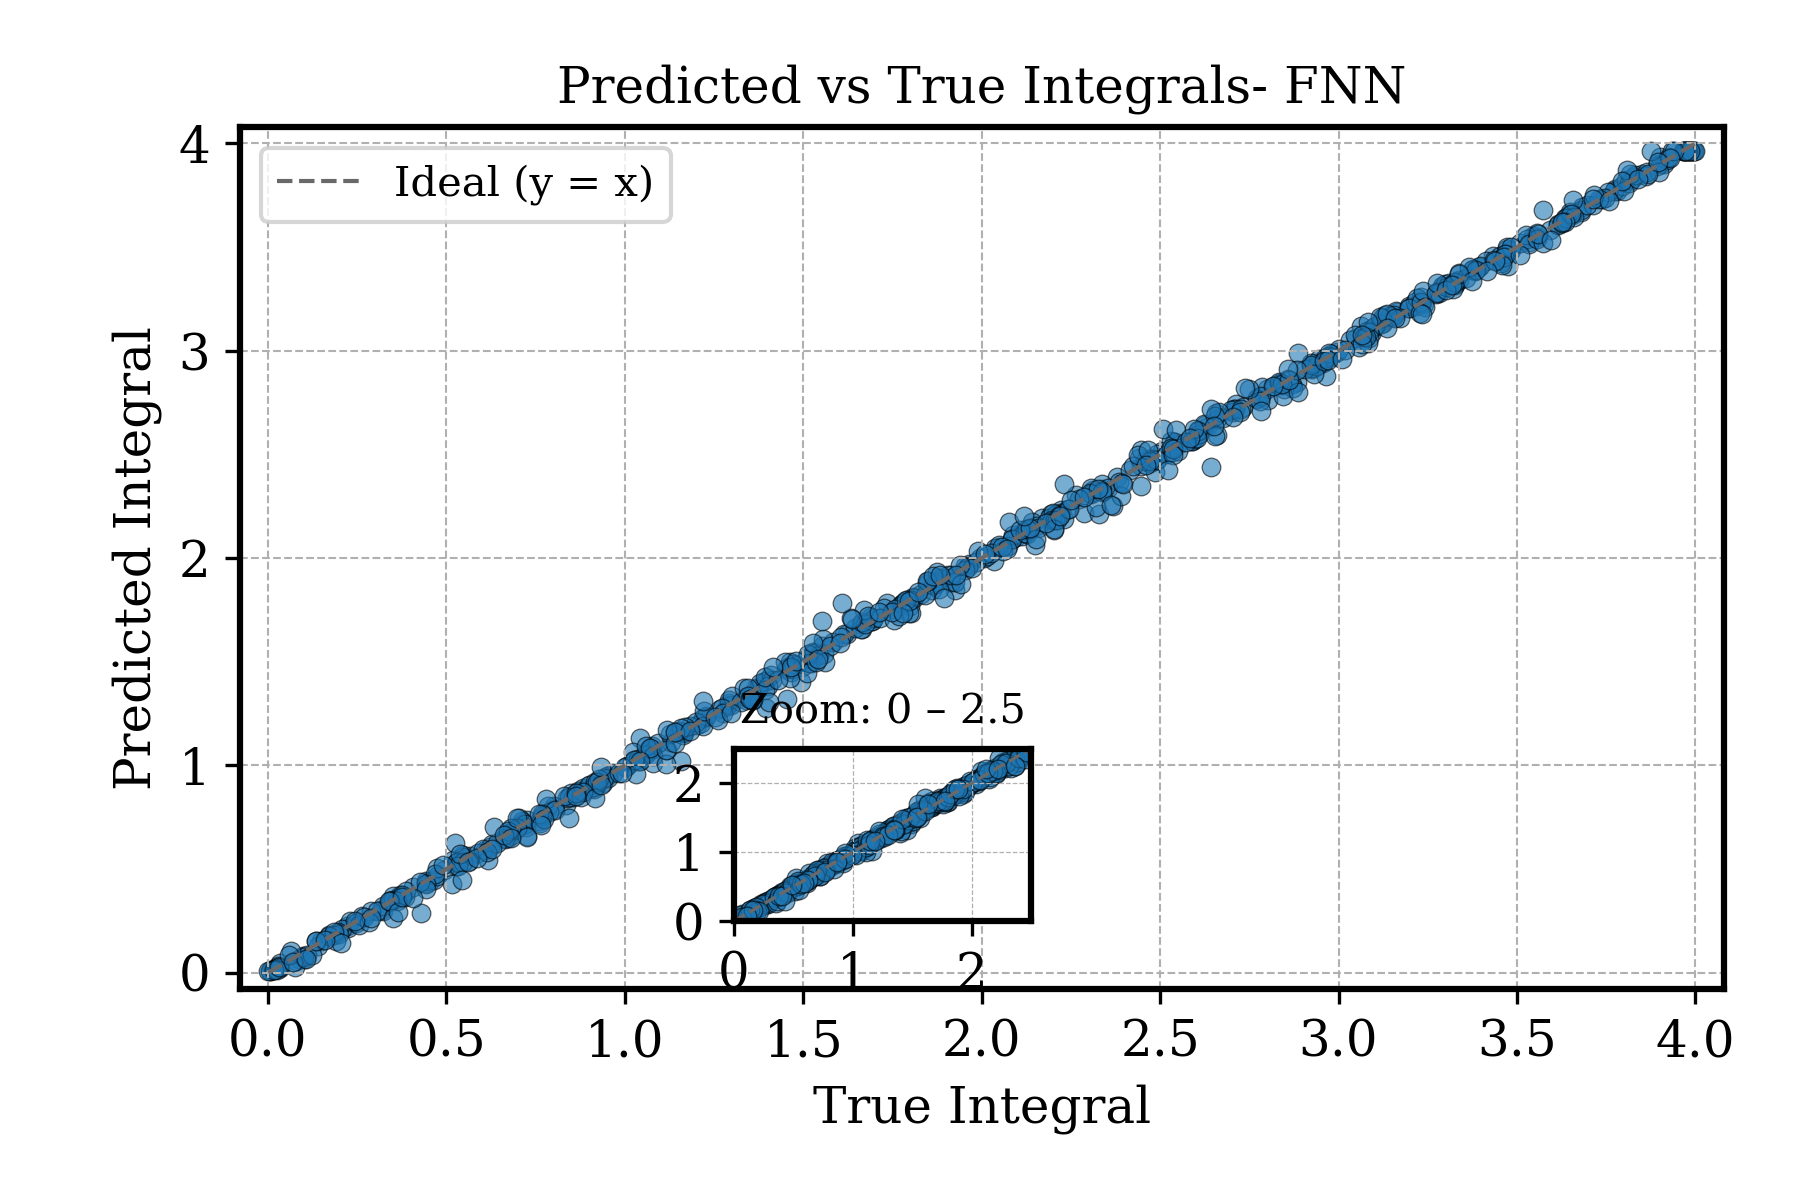 Predicted vs True Integrals- FNN
Ideal (y = x)
Predicted Integral
4
3
2
1
0
Zoom: 0 – 2.5
2
1
0
0 1 2
0.0 0.5 1.0 1.5 2.0 2.5 3.0 3.5 4.0
True Integral